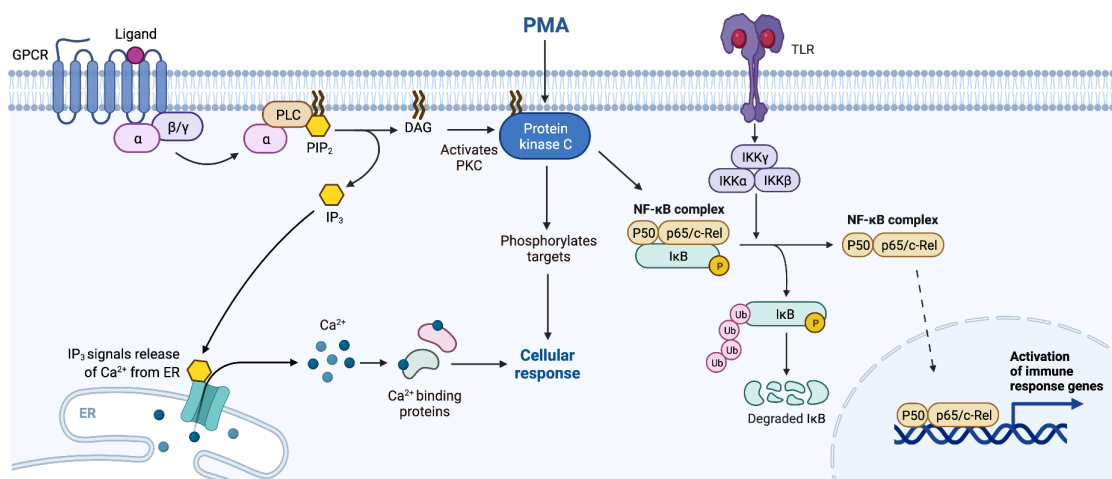 PMA
Ligand
GPCR
TLR
α
β/γ
PLC
α
PIP₂
DAG
Activates
PKC
Protein
kinase C
IKKγ
IKKα
IKKβ
IP₃
NF-κB complex
P50
p65/c-Rel
IκB
P
NF-κB complex
P50
p65/c-Rel
Phosphorylates
targets
Ub
Ub
Ub
Ub
IκB
P
Degraded IκB
IP₃ signals release
of Ca²⁺ from ER
ER
Ca²⁺
Ca²⁺ binding
proteins
Cellular
response
Activation
of immune
response genes
P50
p65/c-Rel